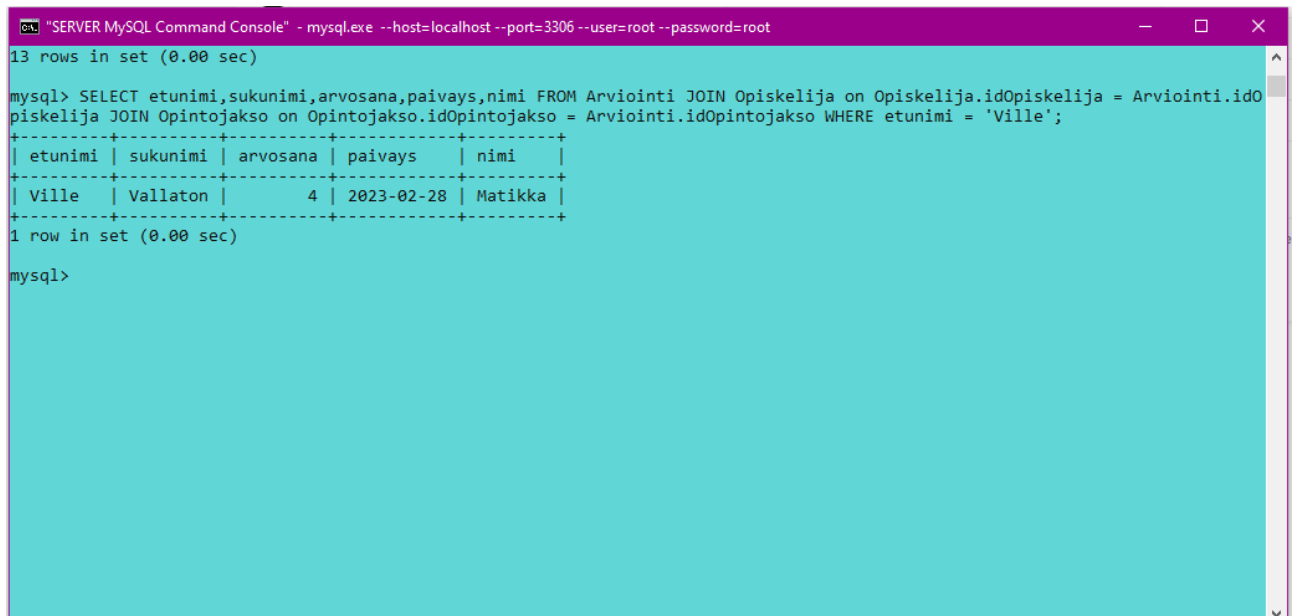 "SERVER MySQL Command Console" - mysql.exe --host=localhost --port=3306 --user=root --password=root
13 rows in set (0.00 sec)
mysql> SELECT etunimi,sukunimi,arvosana,paivays,nimi FROM Arviointi JOIN Opiskelija on Opiskelija.idOpiskelija = Arviointi.idO
piskelija JOIN Opintojakso on Opintojakso.idOpintojakso = Arviointi.idOpintojakso WHERE etunimi = 'Ville';
+---------+----------+----------+------------+---------+
| etunimi | sukunimi | arvosana | paivays    | nimi    |
+---------+----------+----------+------------+---------+
| Ville   | Vallaton |        4 | 2023-02-28 | Matikka |
+---------+----------+----------+------------+---------+
1 row in set (0.00 sec)
mysql>